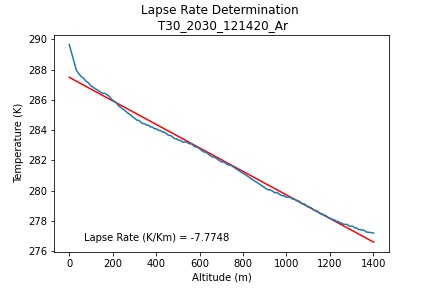 Lapse Rate Determination
T30_2030_121420_Ar
Temperature (K)
290
288
286
284
282
280
278
276
Lapse Rate (K/Km) = -7.7748
0 200 400 600 800 1000 1200 1400
Altitude (m)